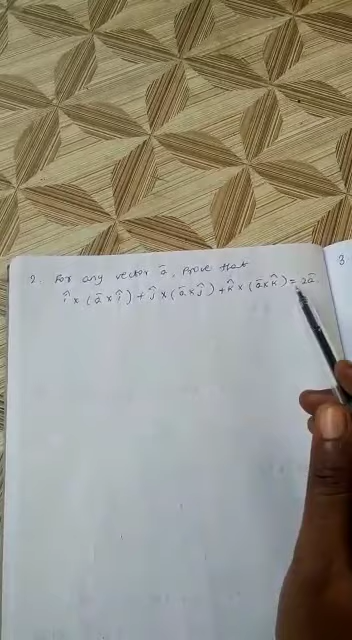 2. For any vector ā, Prove that
î × (ā × î) + ĵ × (ā × ĵ) + k̂ × (ā × k̂) = 2ā
3.